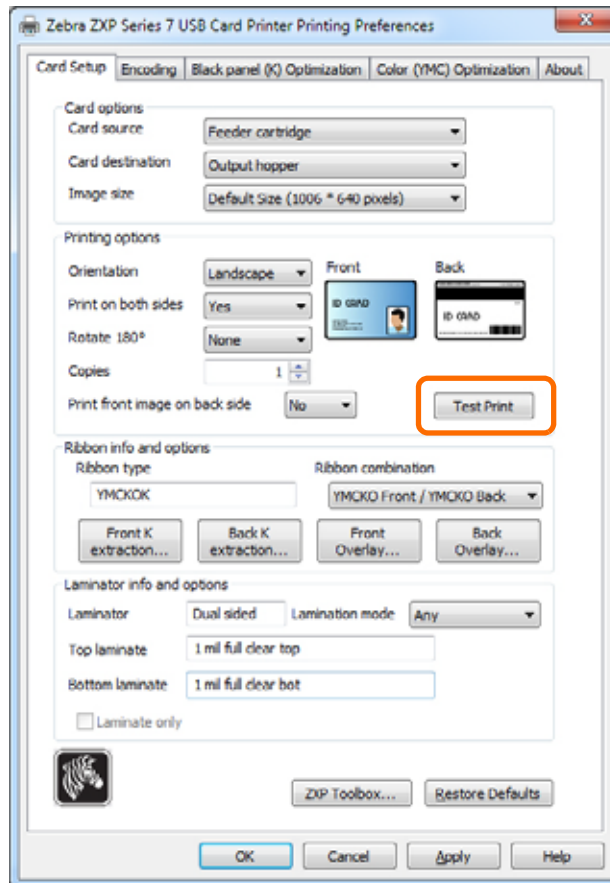 Zebra ZXP Series 7 USB Card Printer Printing Preferences
Card Setup Encoding Black panel (K) Optimization Color (YMC) Optimization About
Card options
Card source Feeder cartridge
Card destination Output hopper
Image size Default Size (1006 * 640 pixels)
Printing options
Orientation Landscape Front Back
Print on both sides Yes
ID CARD ID CARD
Rotate 180° None
Copies 1
Print front image on back side No Test Print
Ribbon info and options
Ribbon type Ribbon combination
YMCKOK YMCKO Front / YMCKO Back
Front K extraction... Back K extraction... Front Overlay... Back Overlay...
Laminator info and options
Laminator Dual sided Lamination mode Any
Top laminate 1 mil full clear top
Bottom laminate 1 mil full clear bot
Laminate only
ZXP Toolbox... Restore Defaults
OK Cancel Apply Help